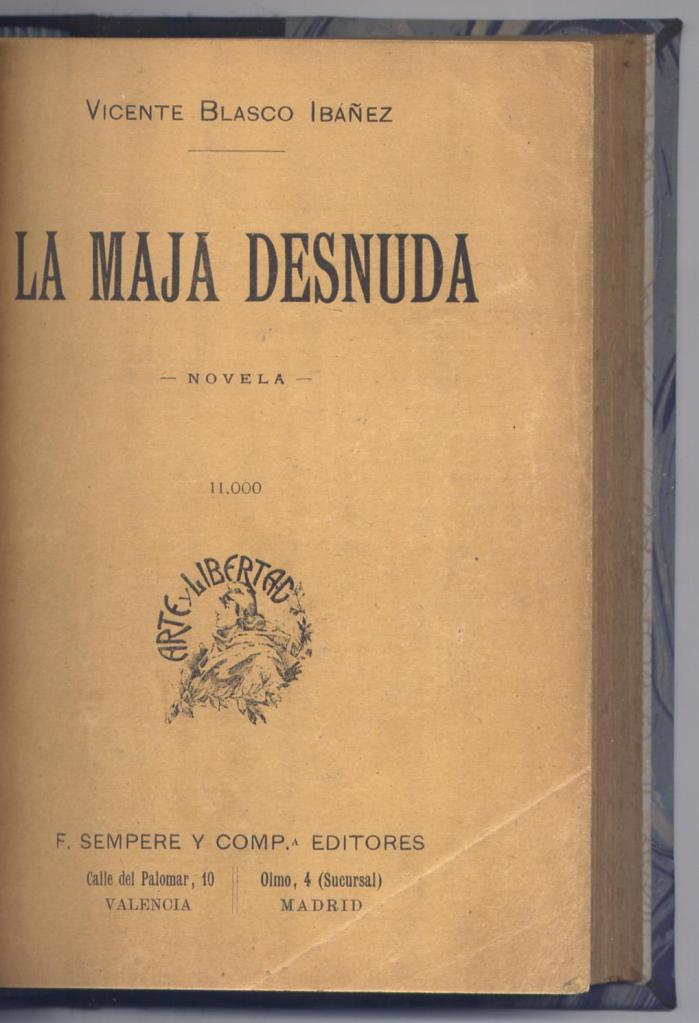 VICENTE BLASCO IBÁÑEZ
LA MAJA DESNUDA
— NOVELA —
11.000
ARTE Y LIBERTAD
F. SEMPERE Y COMP.ᴬ EDITORES
Calle del Palomar, 10
VALENCIA
Olmo, 4 (Sucursal)
MADRID